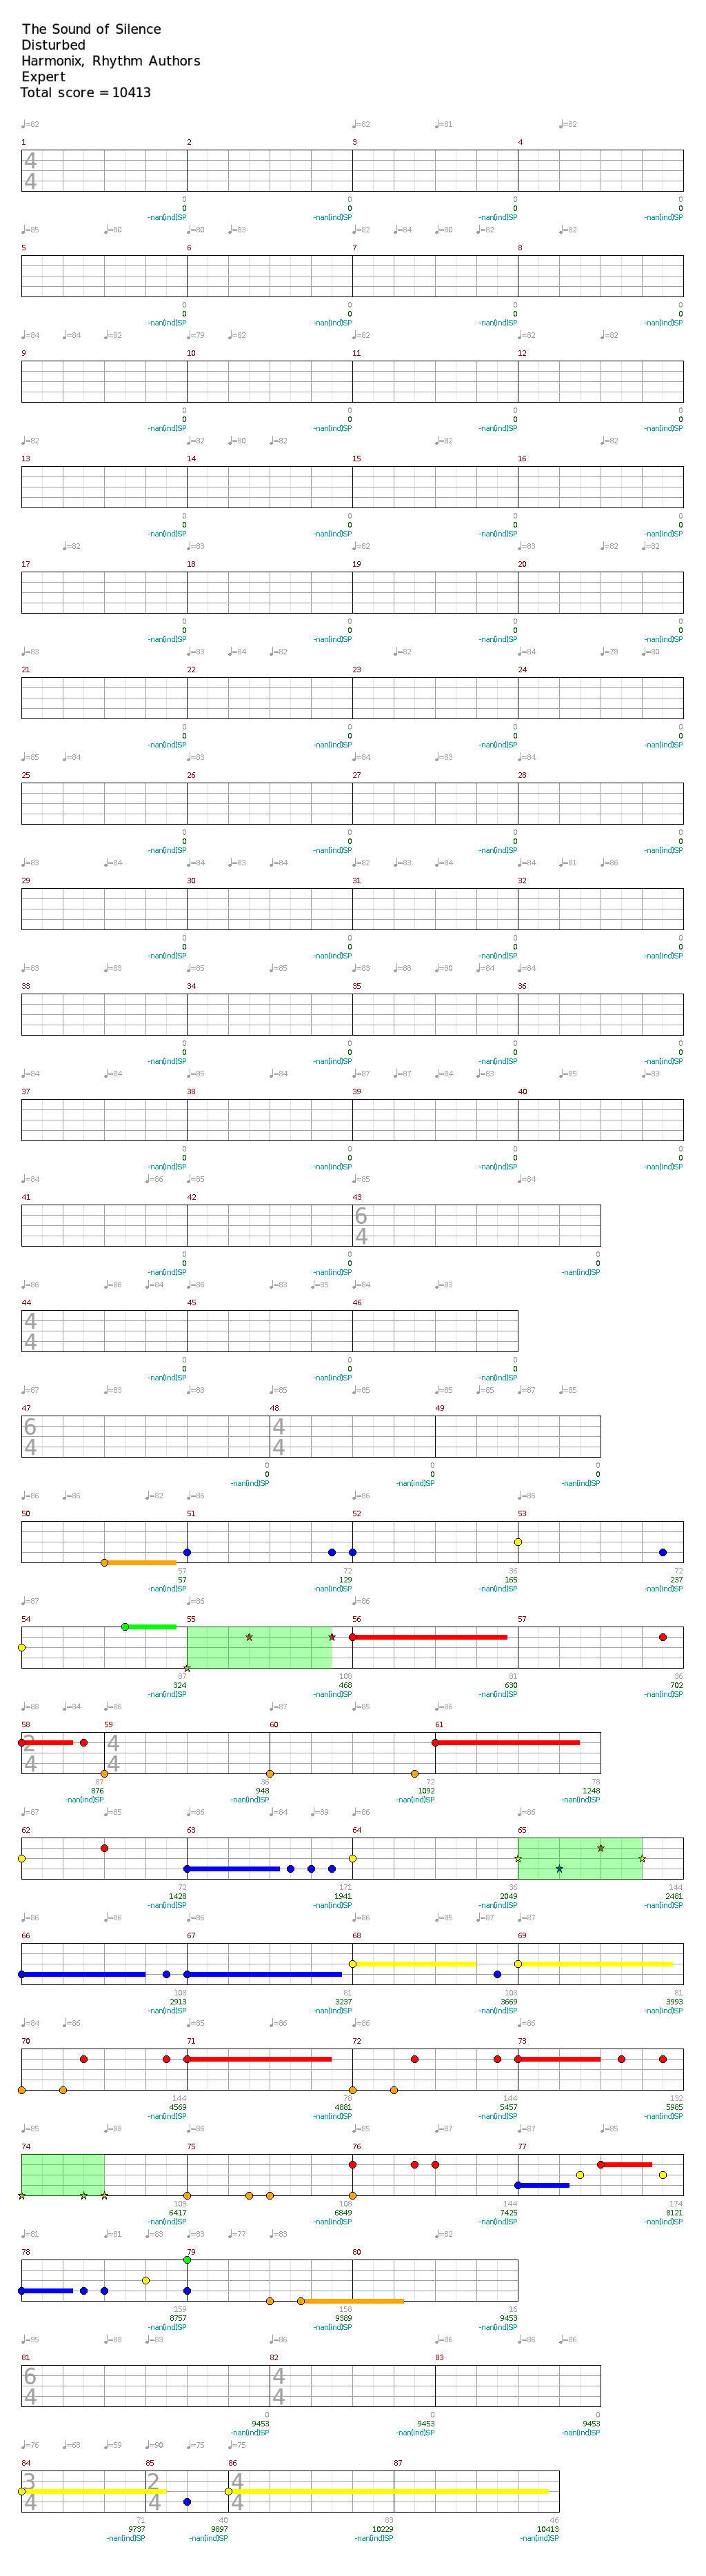 The Sound of Silence
Disturbed
Harmonix, Rhythm Authors
Expert
Total score = 10413
♩=82 ♩=82 ♩=81 ♩=82
1 2 3 4
4
4
0 0 0 0
0 0 0 0
-nan(ind)SP -nan(ind)SP -nan(ind)SP -nan(ind)SP
♩=85 ♩=80 ♩=80 ♩=83 ♩=82 ♩=84 ♩=80 ♩=82 ♩=82
5 6 7 8
0 0 0 0
0 0 0 0
-nan(ind)SP -nan(ind)SP -nan(ind)SP -nan(ind)SP
♩=84 ♩=84 ♩=82 ♩=79 ♩=82 ♩=82 ♩=82 ♩=82
9 10 11 12
0 0 0 0
0 0 0 0
-nan(ind)SP -nan(ind)SP -nan(ind)SP -nan(ind)SP
♩=82 ♩=82 ♩=80 ♩=82 ♩=82 ♩=82
13 14 15 16
0 0 0 0
0 0 0 0
-nan(ind)SP -nan(ind)SP -nan(ind)SP -nan(ind)SP
♩=82 ♩=83 ♩=82 ♩=83 ♩=82 ♩=82
17 18 19 20
0 0 0 0
0 0 0 0
-nan(ind)SP -nan(ind)SP -nan(ind)SP -nan(ind)SP
♩=83 ♩=83 ♩=84 ♩=82 ♩=82 ♩=84 ♩=78 ♩=80
21 22 23 24
0 0 0 0
0 0 0 0
-nan(ind)SP -nan(ind)SP -nan(ind)SP -nan(ind)SP
♩=85 ♩=84 ♩=83 ♩=84 ♩=83 ♩=84
25 26 27 28
0 0 0 0
0 0 0 0
-nan(ind)SP -nan(ind)SP -nan(ind)SP -nan(ind)SP
♩=83 ♩=84 ♩=84 ♩=83 ♩=84 ♩=82 ♩=83 ♩=84 ♩=84 ♩=81 ♩=86
29 30 31 32
0 0 0 0
0 0 0 0
-nan(ind)SP -nan(ind)SP -nan(ind)SP -nan(ind)SP
♩=83 ♩=83 ♩=85 ♩=85 ♩=83 ♩=88 ♩=80 ♩=84 ♩=84
33 34 35 36
0 0 0 0
0 0 0 0
-nan(ind)SP -nan(ind)SP -nan(ind)SP -nan(ind)SP
♩=84 ♩=84 ♩=85 ♩=84 ♩=87 ♩=87 ♩=84 ♩=83 ♩=85 ♩=83
37 38 39 40
0 0 0 0
0 0 0 0
-nan(ind)SP -nan(ind)SP -nan(ind)SP -nan(ind)SP
♩=84 ♩=86 ♩=85 ♩=85 ♩=84
41 42 43
6
4
0 0 0
0 0 0
-nan(ind)SP -nan(ind)SP -nan(ind)SP
♩=86 ♩=86 ♩=84 ♩=86 ♩=83 ♩=85 ♩=84 ♩=83
44 45 46
4
4
0 0 0
0 0 0
-nan(ind)SP -nan(ind)SP -nan(ind)SP
♩=87 ♩=83 ♩=88 ♩=85 ♩=85 ♩=85 ♩=85 ♩=87 ♩=85
47 48 49
6 4
4 4
0 0 0
0 0 0
-nan(ind)SP -nan(ind)SP -nan(ind)SP
♩=86 ♩=86 ♩=82 ♩=86 ♩=86 ♩=86
50 51 52 53
57 72 36 72
57 129 165 237
-nan(ind)SP -nan(ind)SP -nan(ind)SP -nan(ind)SP
♩=87 ♩=86 ♩=86
54 55 56 57
87 108 81 36
324 468 630 702
-nan(ind)SP -nan(ind)SP -nan(ind)SP -nan(ind)SP
♩=88 ♩=84 ♩=86 ♩=87 ♩=85 ♩=86
58 59 60 61
2 4
4 4
87 36 72 78
876 948 1092 1248
-nan(ind)SP -nan(ind)SP -nan(ind)SP -nan(ind)SP
♩=87 ♩=85 ♩=86 ♩=84 ♩=89 ♩=86 ♩=86
62 63 64 65
72 171 36 144
1428 1941 2049 2481
-nan(ind)SP -nan(ind)SP -nan(ind)SP -nan(ind)SP
♩=86 ♩=86 ♩=86 ♩=86 ♩=85 ♩=87 ♩=87
66 67 68 69
108 81 108 81
2913 3237 3669 3993
-nan(ind)SP -nan(ind)SP -nan(ind)SP -nan(ind)SP
♩=84 ♩=86 ♩=85 ♩=86 ♩=86 ♩=86
70 71 72 73
144 78 144 132
4569 4881 5457 5985
-nan(ind)SP -nan(ind)SP -nan(ind)SP -nan(ind)SP
♩=85 ♩=88 ♩=86 ♩=85 ♩=87 ♩=87 ♩=85
74 75 76 77
108 108 144 174
6417 6849 7425 8121
-nan(ind)SP -nan(ind)SP -nan(ind)SP -nan(ind)SP
♩=81 ♩=81 ♩=83 ♩=83 ♩=77 ♩=83 ♩=82
78 79 80
159 158 16
8757 9389 9453
-nan(ind)SP -nan(ind)SP -nan(ind)SP
♩=95 ♩=88 ♩=83 ♩=86 ♩=86 ♩=86 ♩=86
81 82 83
6 4
4 4
0 0 0
9453 9453 9453
-nan(ind)SP -nan(ind)SP -nan(ind)SP
♩=76 ♩=68 ♩=59 ♩=90 ♩=75 ♩=75
84 85 86 87
3 2 4
4 4 4
71 40 83 46
9737 9897 10229 10413
-nan(ind)SP -nan(ind)SP -nan(ind)SP -nan(ind)SP